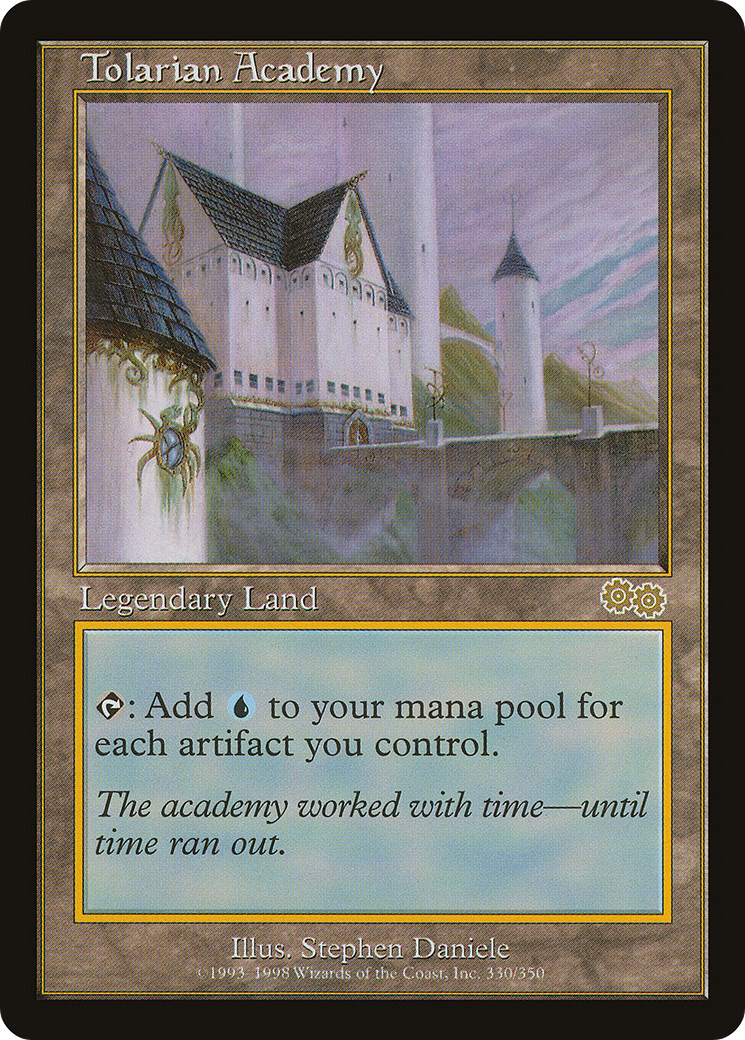 Tolarian Academy
Legendary Land
: Add to your mana pool for
each artifact you control.
The academy worked with time—until
time ran out.
Illus. Stephen Daniele
©1993–1998 Wizards of the Coast, Inc. 330/350